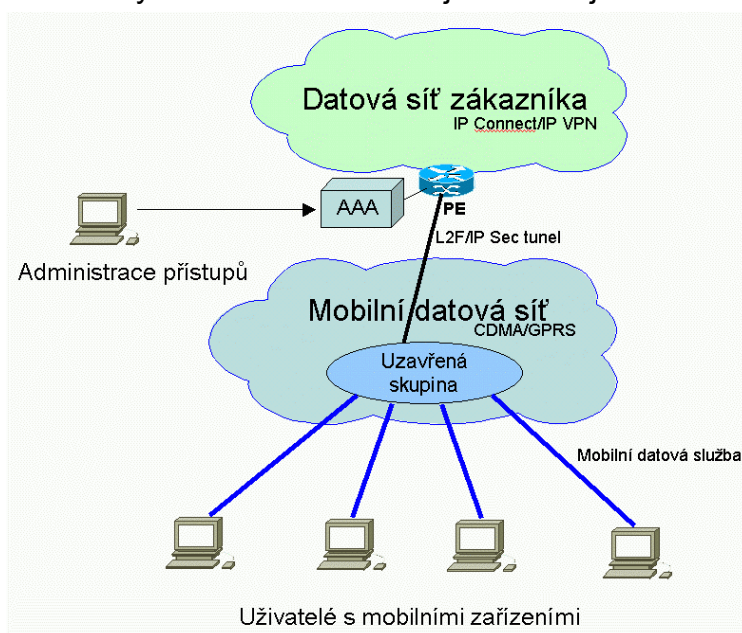 Datová síť zákazníka
IP Connect/IP VPN
AAA
PE
L2F/IP Sec tunel
Administrace přístupů
Mobilní datová síť
CDMA/GPRS
Uzavřená
skupina
Mobilní datová služba
Uživatelé s mobilními zařízeními